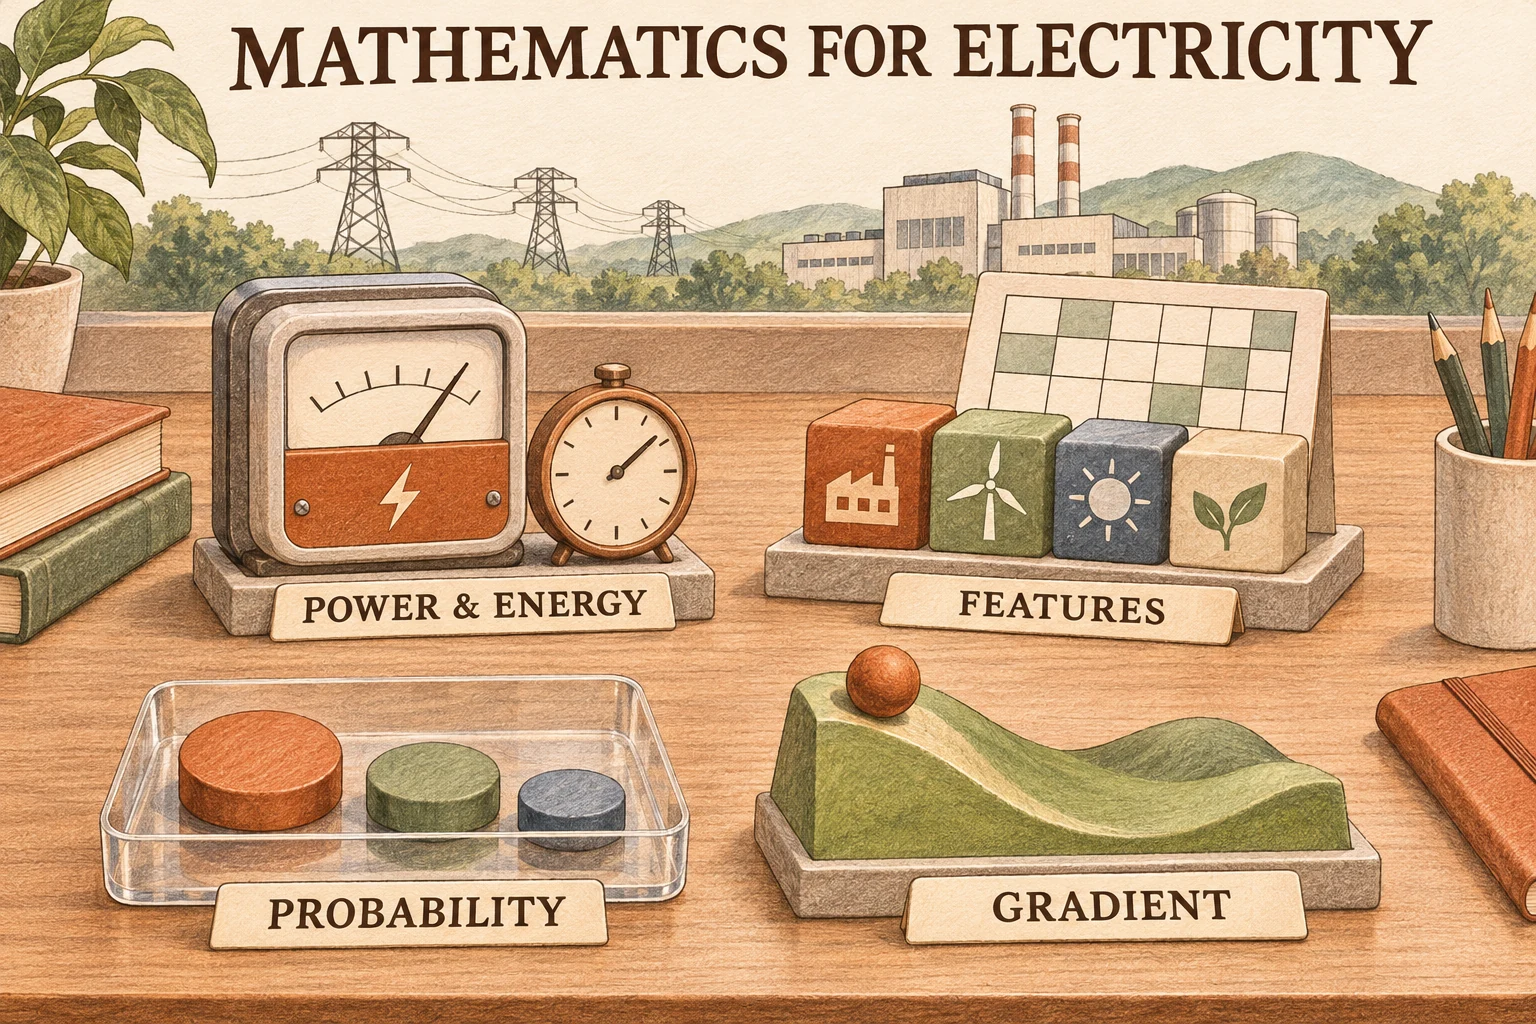 MATHEMATICS FOR ELECTRICITY
POWER & ENERGY
FEATURES
PROBABILITY
GRADIENT